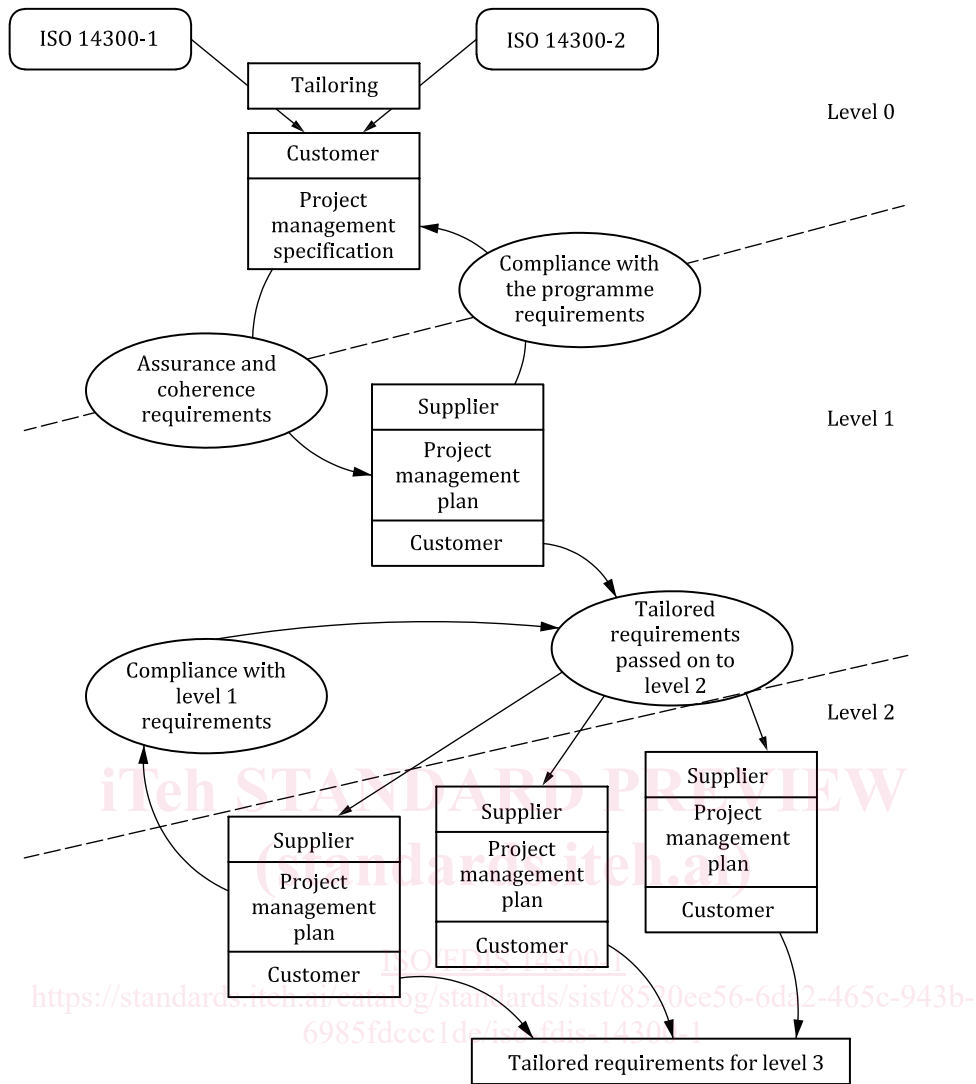 ISO 14300-1
ISO 14300-2
Tailoring
Level 0
Customer
Project
management
specification
Compliance with
the programme
requirements
Assurance and
coherence
requirements
Supplier
Project
management
plan
Customer
Level 1
Tailored
requirements
passed on to
level 2
Compliance with
level 1
requirements
Level 2
iTeh STANDARD PREVIEW
(standards.iteh.ai)
Supplier
Project
management
plan
Customer
Supplier
Project
management
plan
Customer
Supplier
Project
management
plan
Customer
ISO/FDIS 14300-1
https://standards.iteh.ai/catalog/standards/sist/8530ee56-6da2-465c-943b-
6985fdccc1de/iso-fdis-14300-1
Tailored requirements for level 3